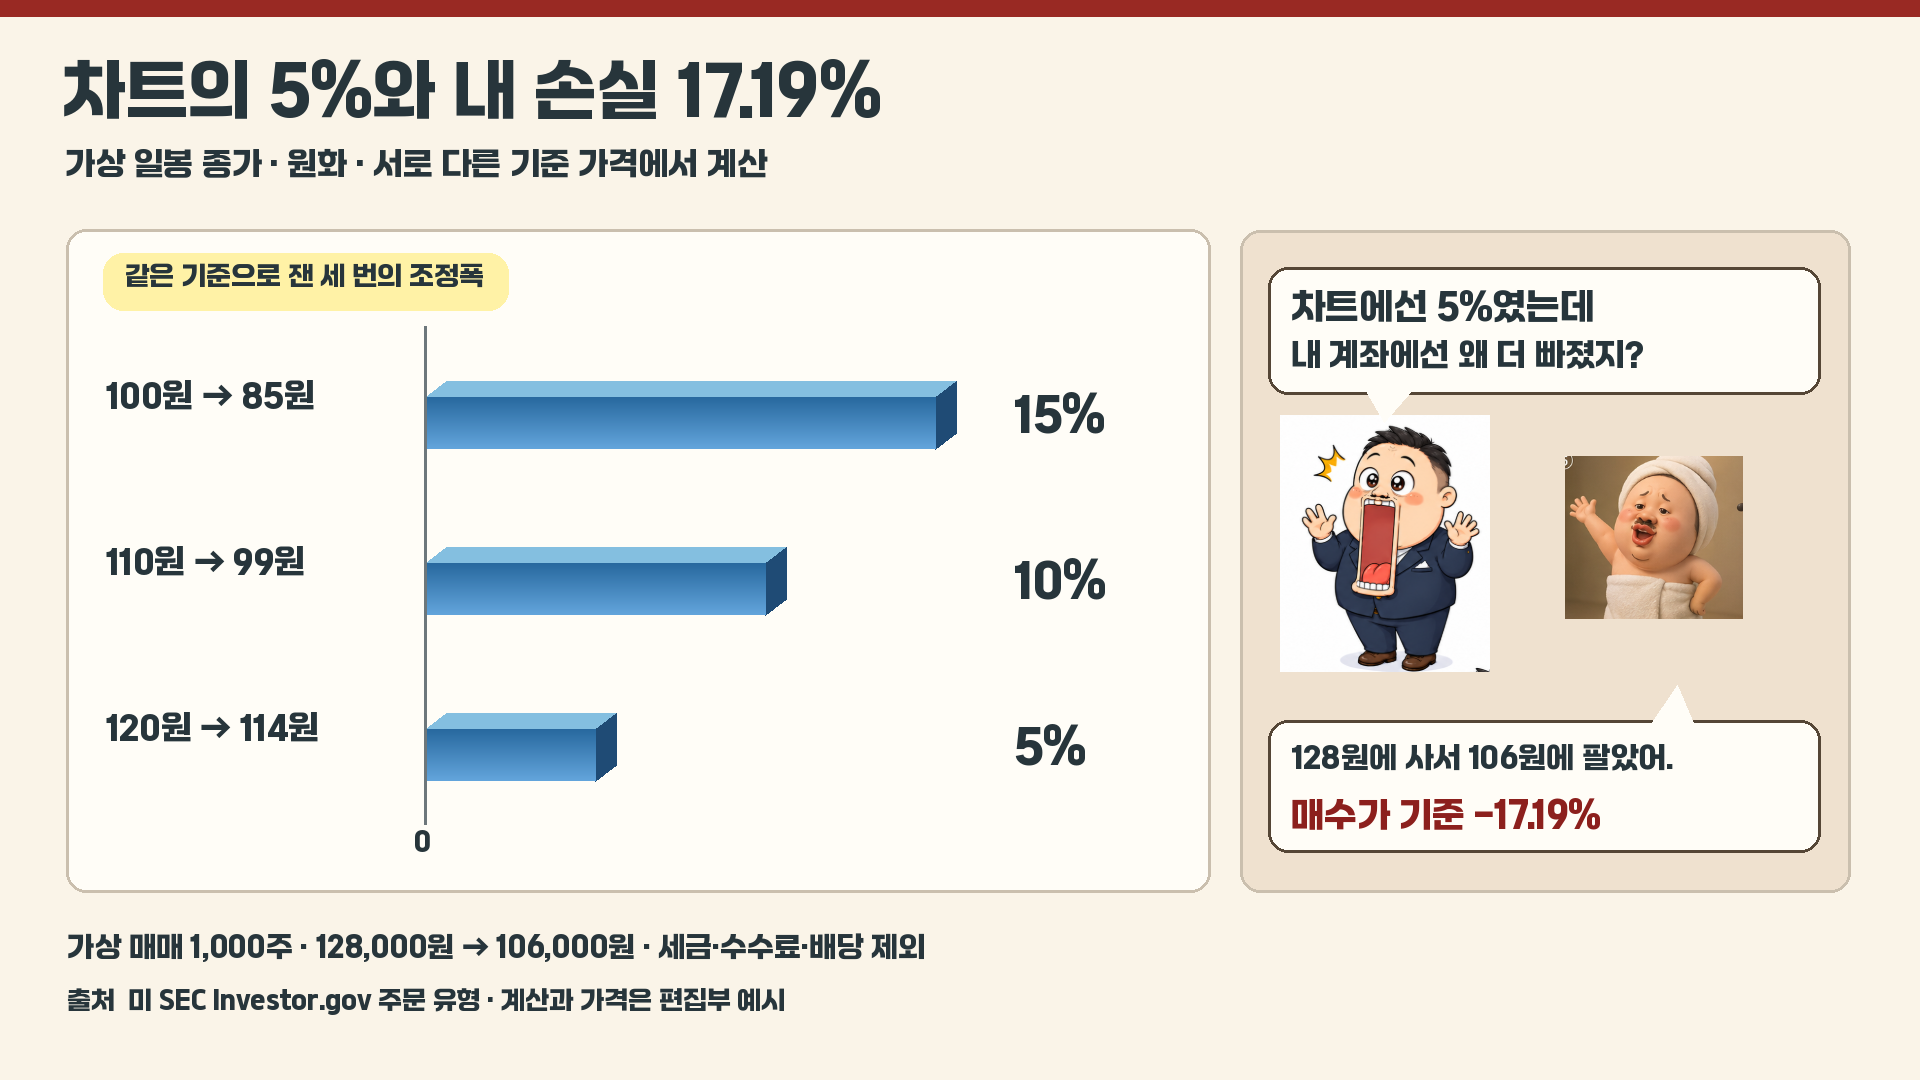 차트의 5%와 내 손실 17.19%
가상 일봉 종가 · 원화 · 서로 다른 기준 가격에서 계산
같은 기준으로 잰 세 번의 조정폭
100원 → 85원
15%
110원 → 99원
10%
120원 → 114원
5%
0
차트에선 5%였는데
내 계좌에선 왜 더 빠졌지?
128원에 사서 106원에 팔았어.
매수가 기준 -17.19%
가상 매매 1,000주 · 128,000원 → 106,000원 · 세금·수수료·배당 제외
출처 미 SEC Investor.gov 주문 유형 · 계산과 가격은 편집부 예시